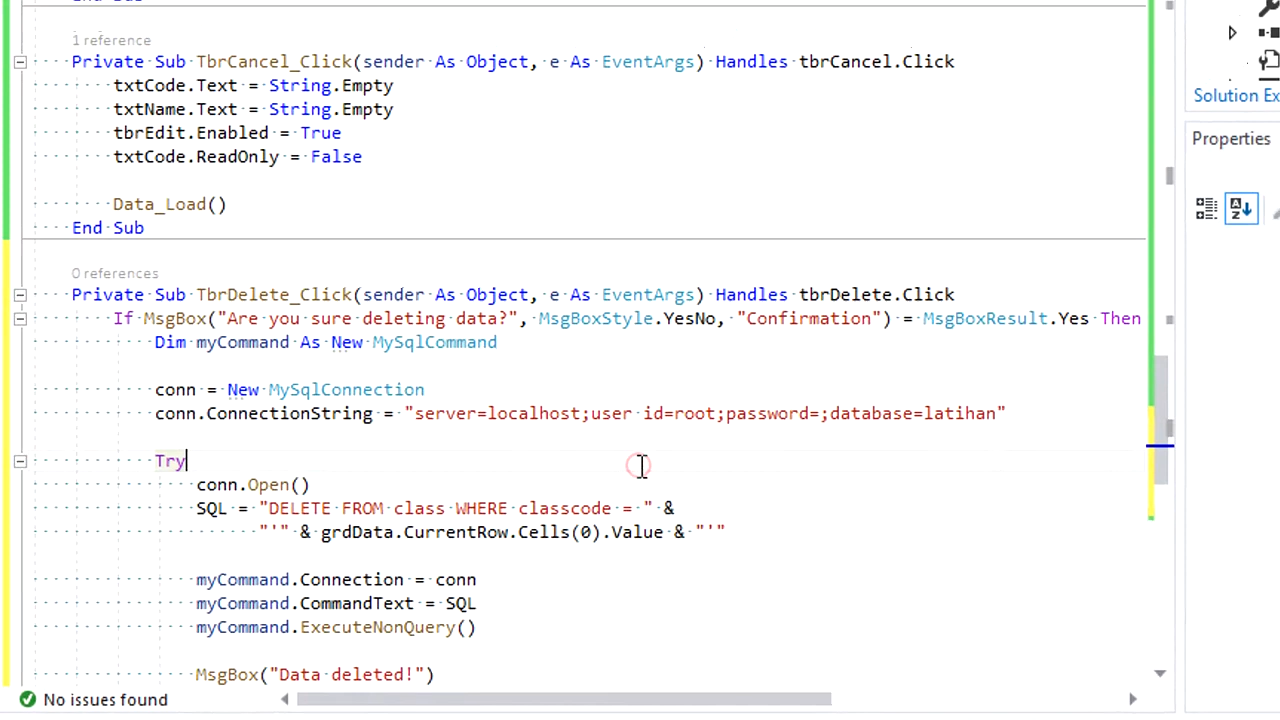 End Sub
1 reference
Private Sub TbrCancel_Click(sender As Object, e As EventArgs) Handles tbrCancel.Click
txtCode.Text = String.Empty
txtName.Text = String.Empty
tbrEdit.Enabled = True
txtCode.ReadOnly = False
Data_Load()
End Sub
0 references
Private Sub TbrDelete_Click(sender As Object, e As EventArgs) Handles tbrDelete.Click
If MsgBox("Are you sure deleting data?", MsgBoxStyle.YesNo, "Confirmation") = MsgBoxResult.Yes Then
Dim myCommand As New MySqlCommand
conn = New MySqlConnection
conn.ConnectionString = "server=localhost;user id=root;password=;database=latihan"
Try
conn.Open()
SQL = "DELETE FROM class WHERE classcode = " &
"'" & grdData.CurrentRow.Cells(0).Value & "'"
myCommand.Connection = conn
myCommand.CommandText = SQL
myCommand.ExecuteNonQuery()
MsgBox("Data deleted!")
No issues found
Solution Ex
Properties